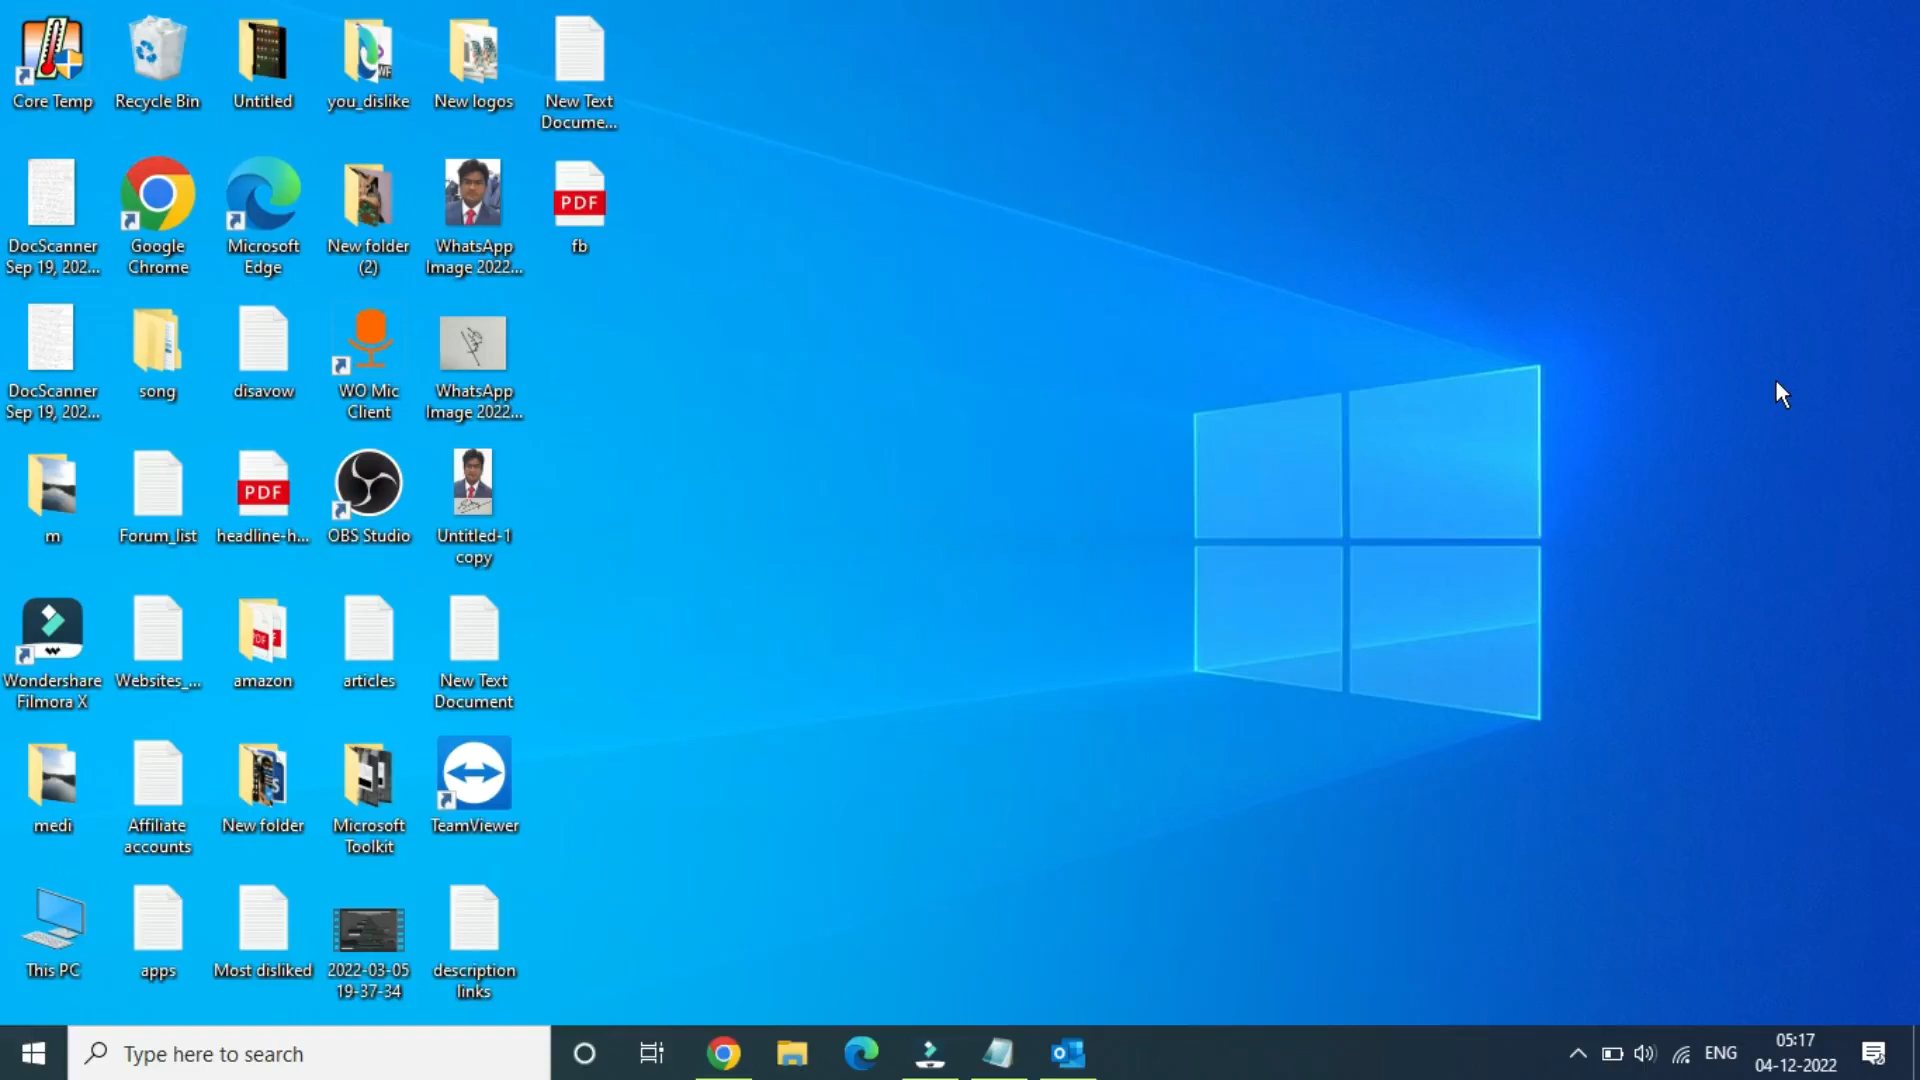 Core Temp
Recycle Bin
Untitled
you_dislike
New logos
New Text
Docume...
DocScanner
Sep 19, 202...
Google
Chrome
Microsoft
Edge
New folder
(2)
WhatsApp
Image 2022...
PDF
fb
DocScanner
Sep 19, 202...
song
disavow
WO Mic
Client
WhatsApp
Image 2022...
m
Forum_list
PDF
headline-h...
OBS Studio
Untitled-1
copy
Wondershare
Filmora X
Websites_...
amazon
articles
New Text
Document
medi
Affiliate
accounts
New folder
Microsoft
Toolkit
TeamViewer
This PC
apps
Most disliked
2022-03-05
19-37-34
description
links
Type here to search
ENG
05:17
04-12-2022